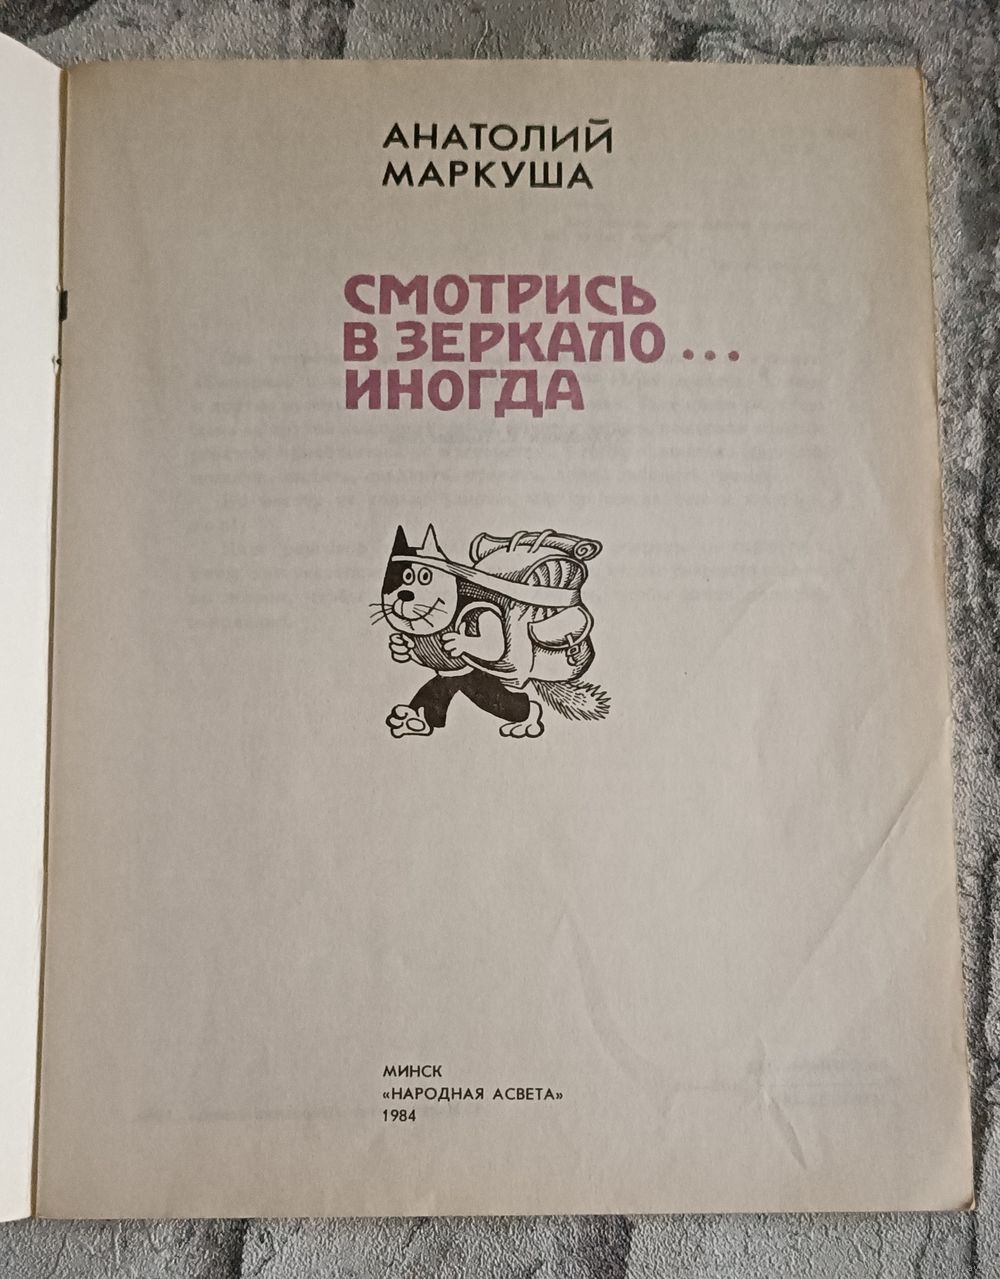 АНАТОЛИЙ
МАРКУША
СМОТРИСЬ
В ЗЕРКАЛО ...
ИНОГДА
МИНСК
«НАРОДНАЯ АСВЕТА»
1984